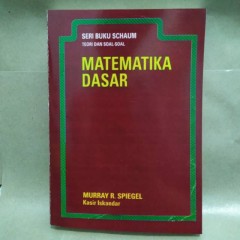 SERI BUKU SCHAUM
TEORI DAN SOAL-SOAL
MATEMATIKA
DASAR
MURRAY R. SPIEGEL
Kasir Iskandar